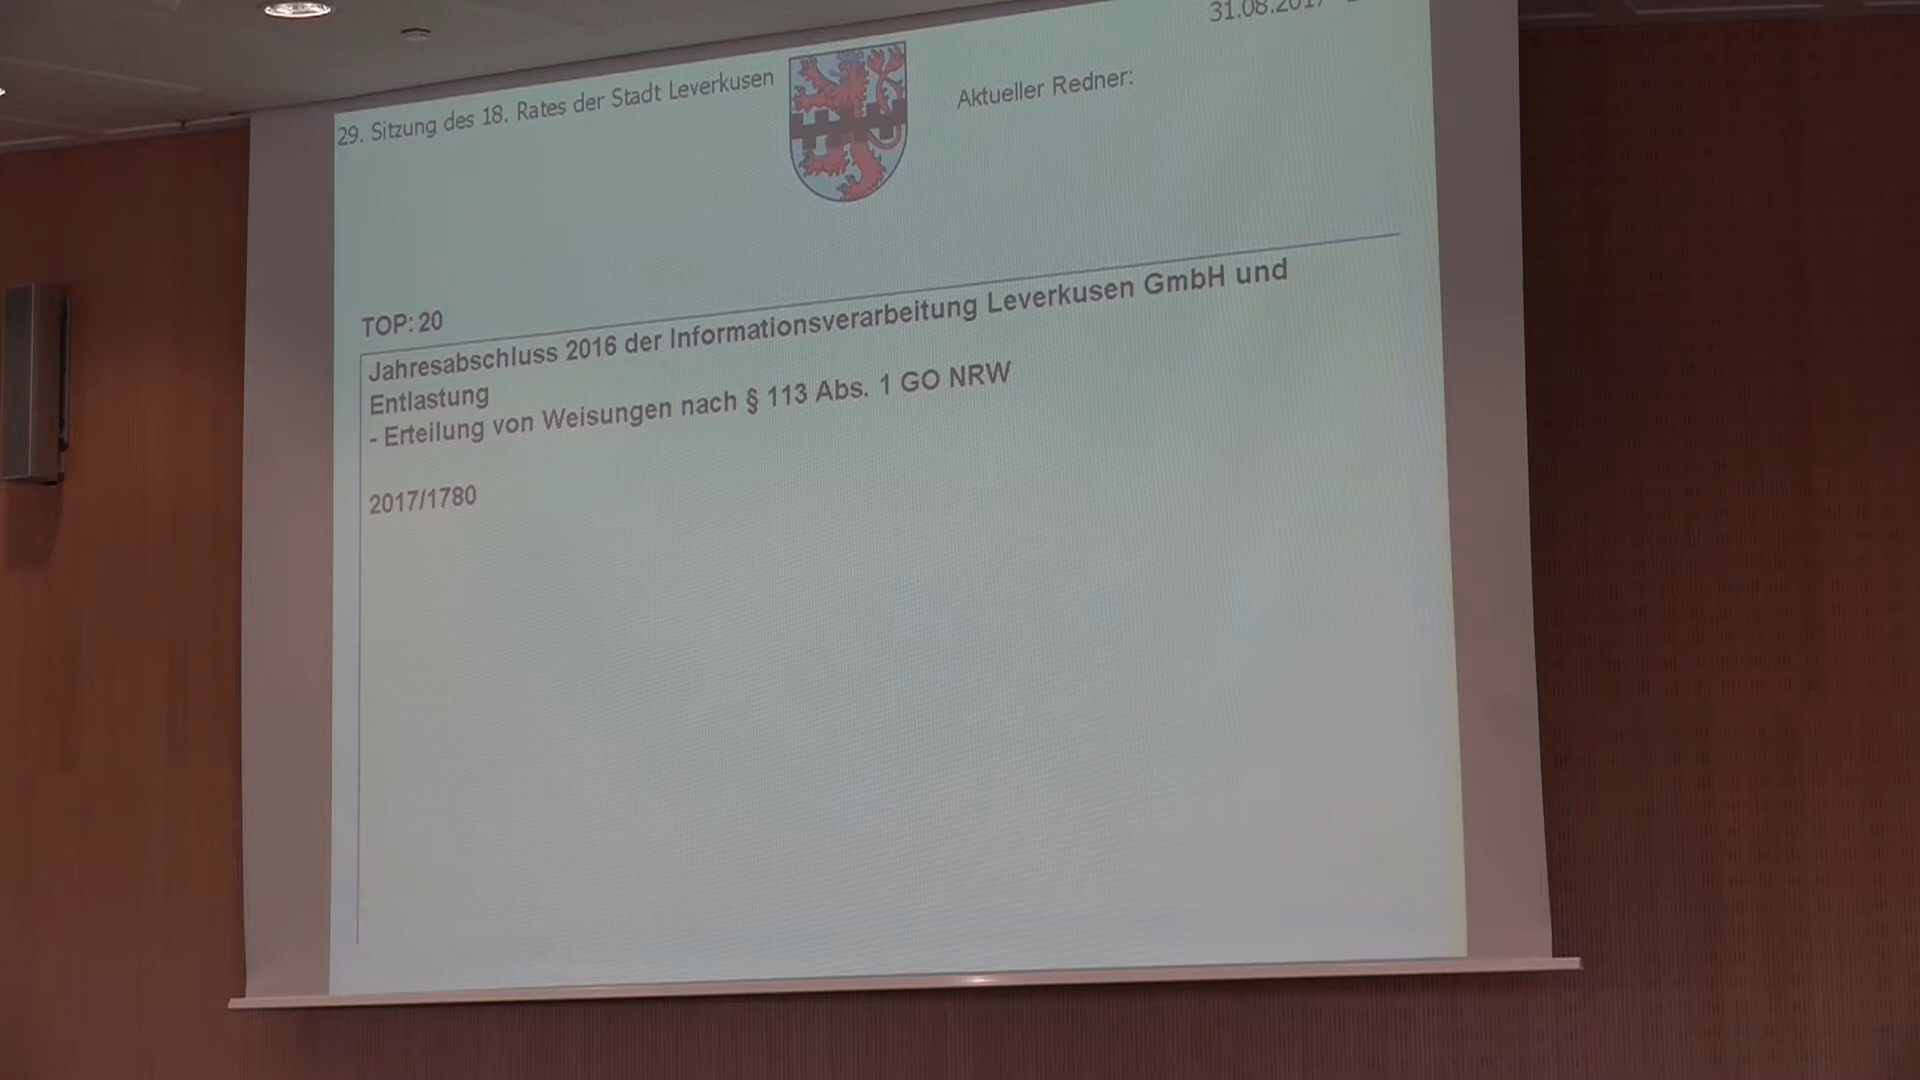 31.08.2017
29. Sitzung des 18. Rates der Stadt Leverkusen
Aktueller Redner:
TOP: 20
Jahresabschluss 2016 der Informationsverarbeitung Leverkusen GmbH und
Entlastung
- Erteilung von Weisungen nach § 113 Abs. 1 GO NRW
2017/1780